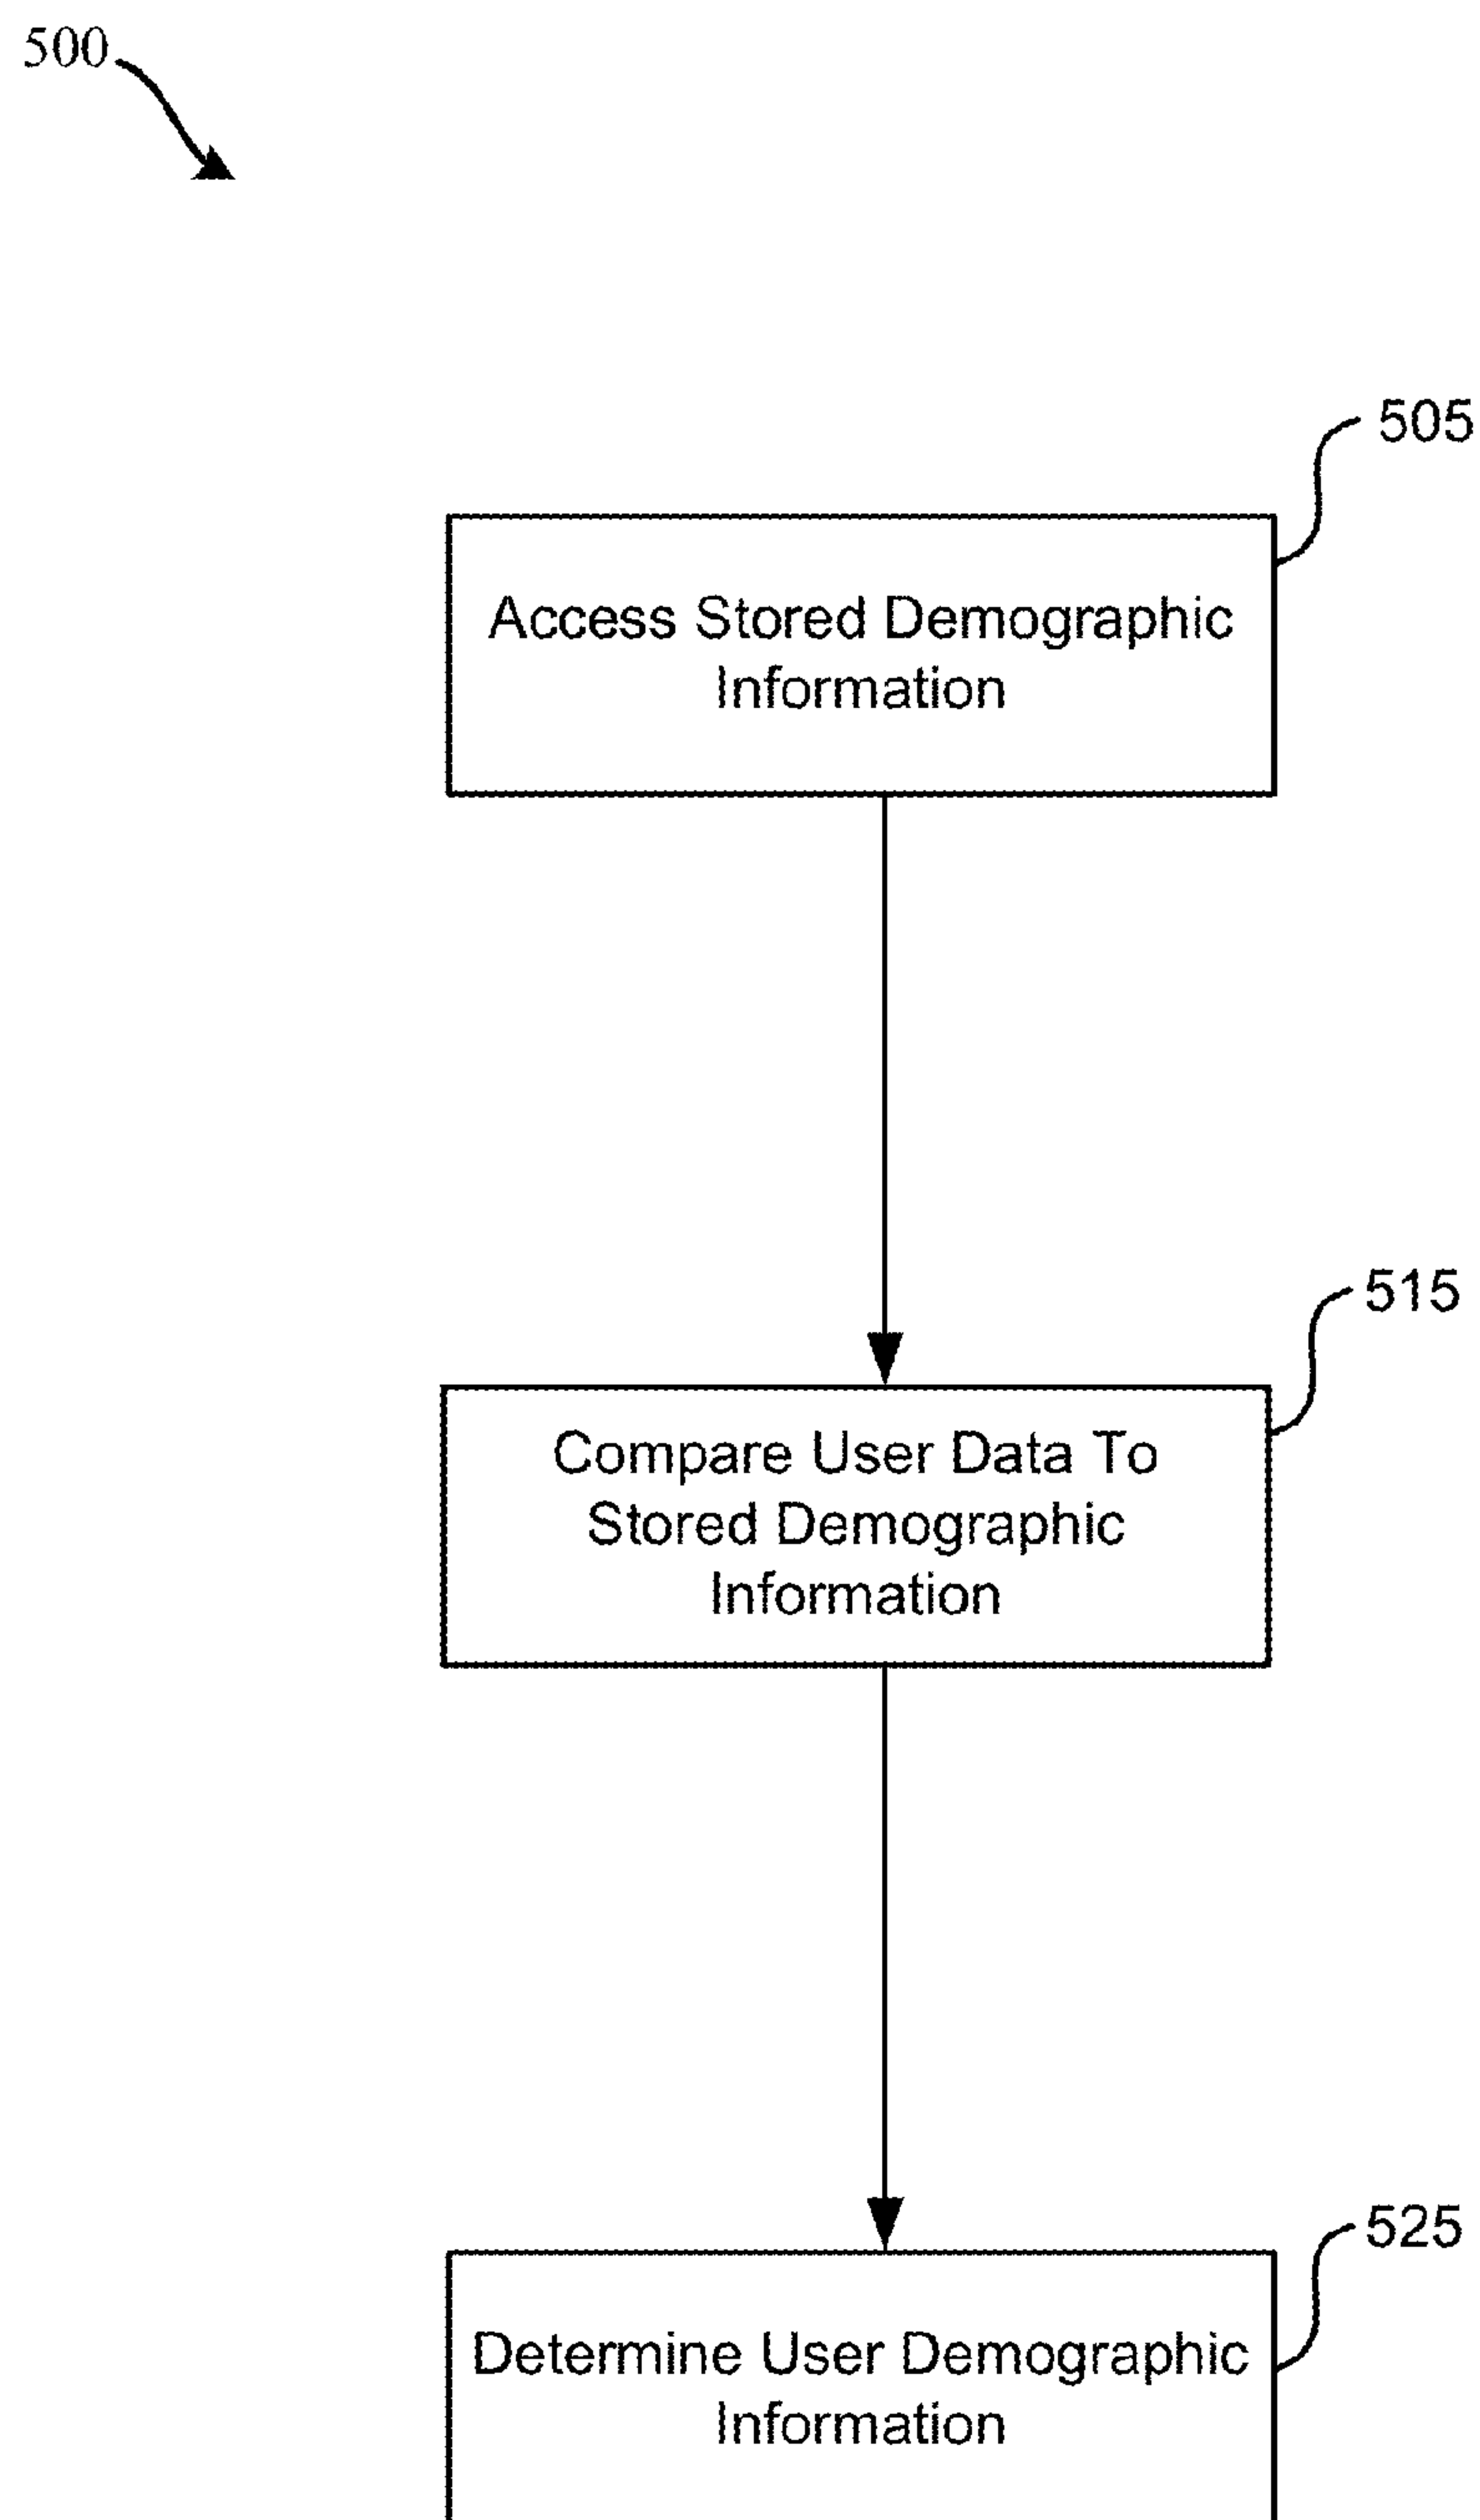 500
505
Access Stored Demographic
Information
515
Compare User Data To
Stored Demographic
Information
525
Determine User Demographic
Information